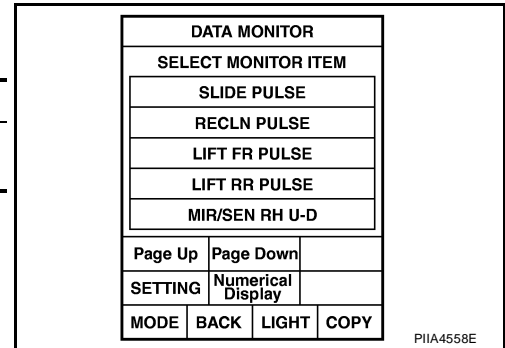 DATA MONITOR
SELECT MONITOR ITEM
SLIDE PULSE
RECLN PULSE
LIFT FR PULSE
LIFT RR PULSE
MIR/SEN RH U-D
Page Up Page Down
SETTING Numerical Display
MODE BACK LIGHT COPY
PIIA4558E